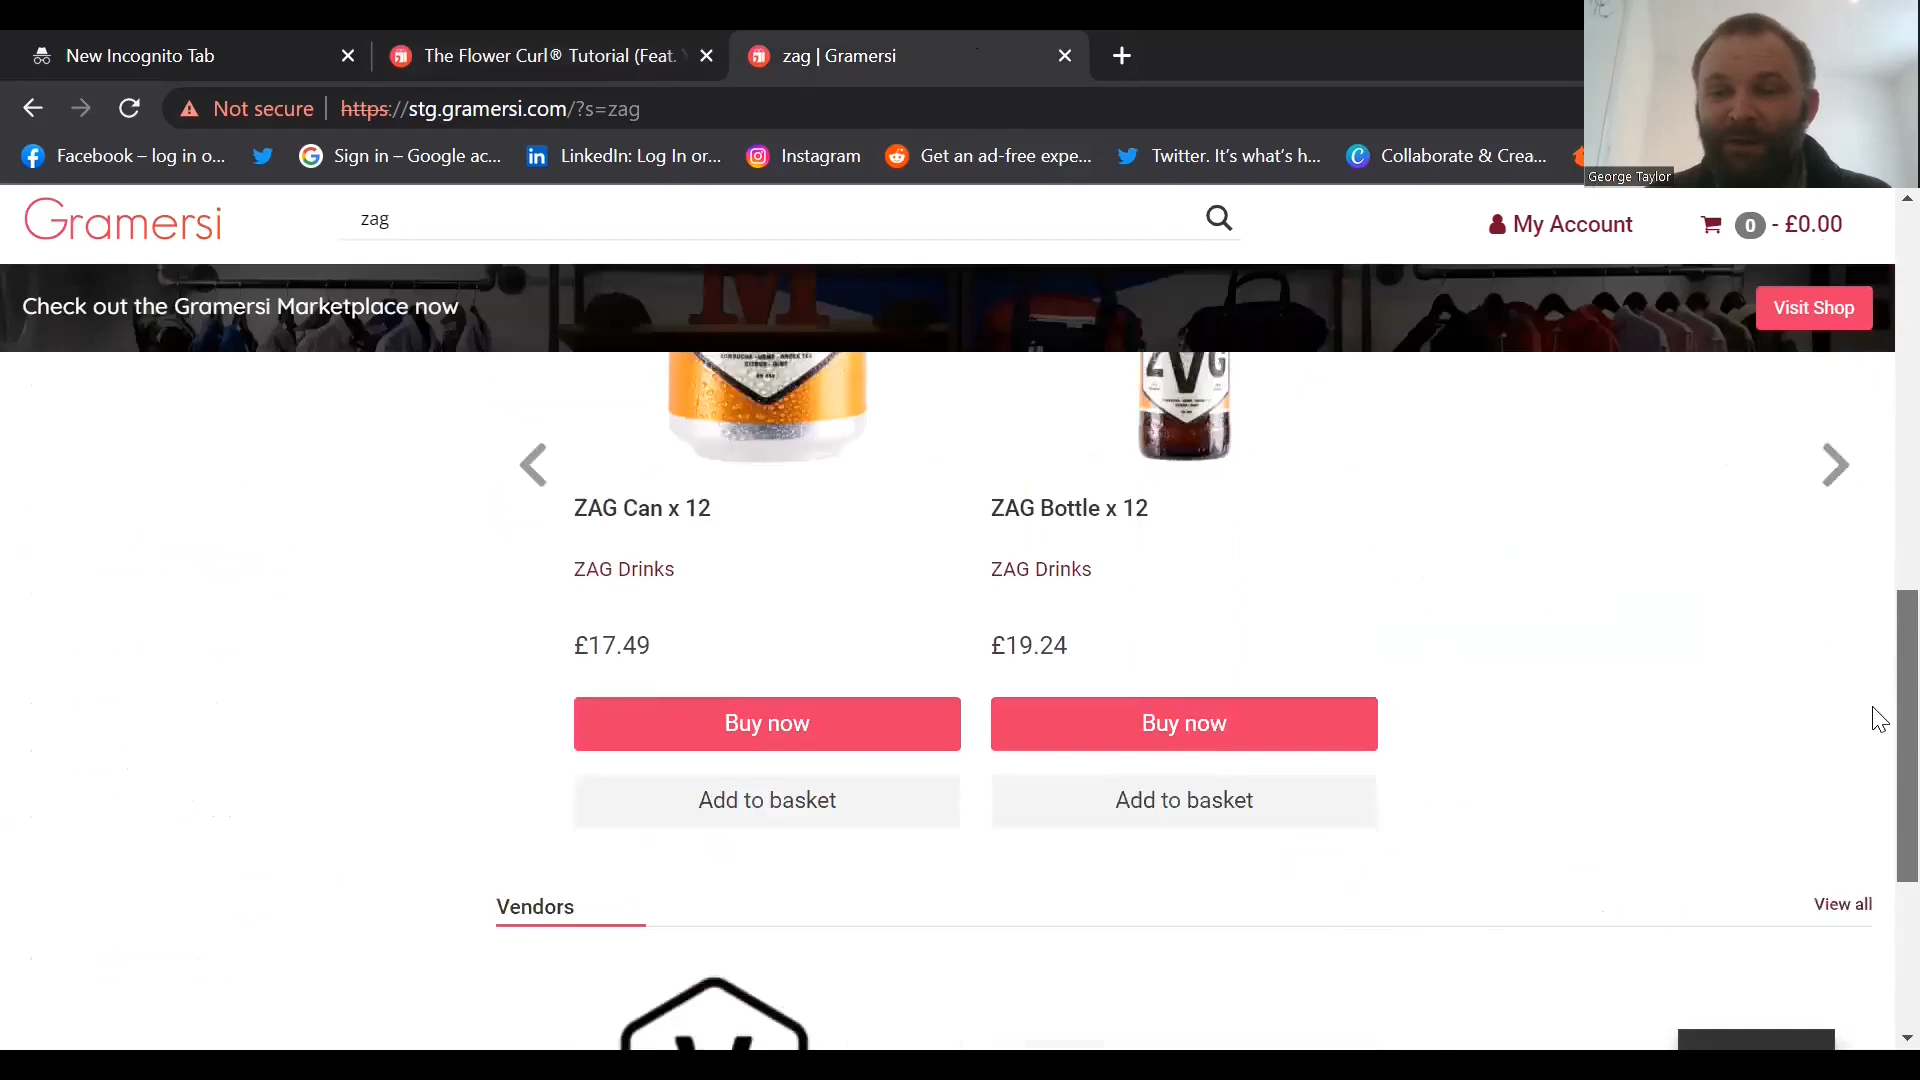 New Incognito Tab
The Flower Curl® Tutorial (Feat.
zag | Gramersi
Not secure
https://stg.gramersi.com/?s=zag
Facebook – log in o...
Sign in – Google ac...
LinkedIn: Log In or...
Instagram
Get an ad-free expe...
Twitter. It's what's h...
Collaborate & Crea...
George Taylor
Gramersi
zag
My Account
0 - £0.00
Check out the Gramersi Marketplace now
Visit Shop
ZAG
ZAG Can x 12
ZAG Bottle x 12
ZAG Drinks
ZAG Drinks
£17.49
£19.24
Buy now
Buy now
Add to basket
Add to basket
Vendors
View all